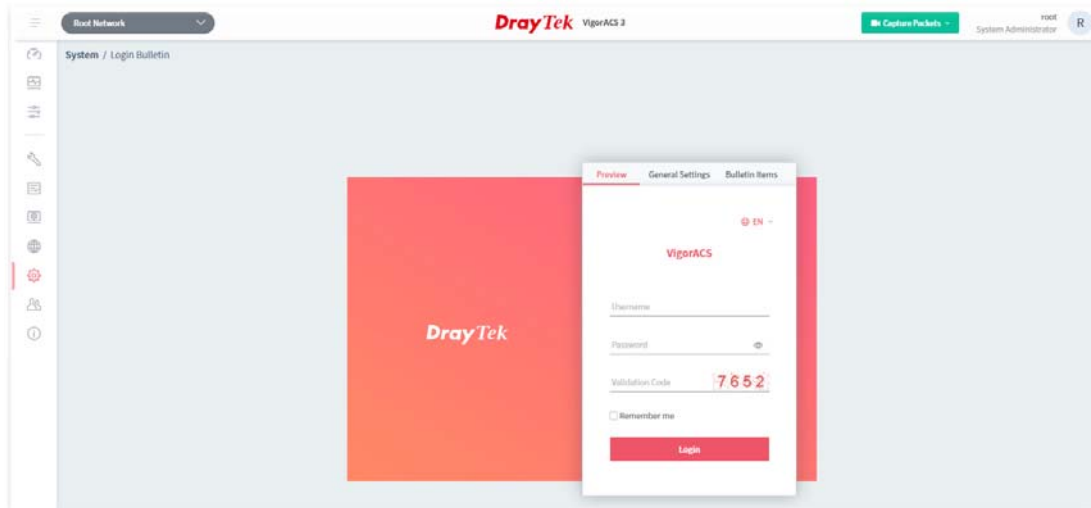 Root Network
DrayTek VigorACS 3
Capture Packets
root
System Administrator
R
System / Login Bulletin
Preview General Settings Bulletin Items
EN
VigorACS
Username
DrayTek
Password
Validation Code 7652
Remember me
Login